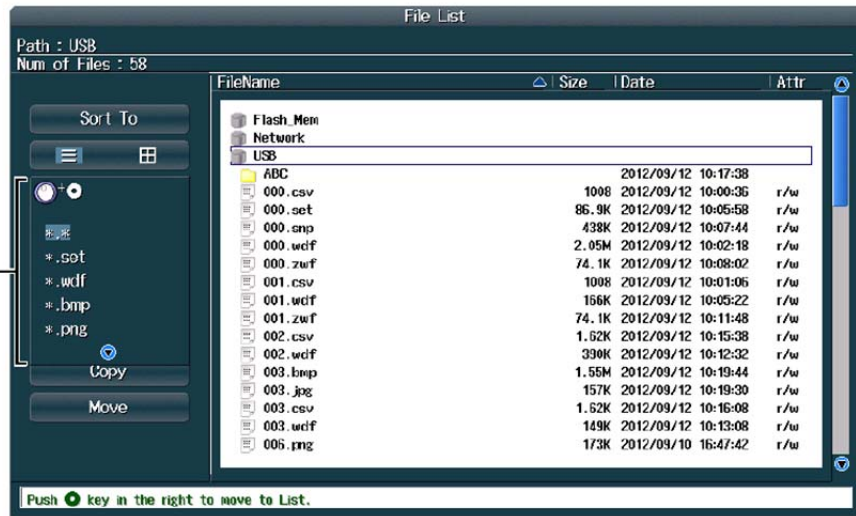 File List
Path : USB
Num of Files : 58
FileName Size Date Attr
Sort To
*.*
*.set
*.wdf
*.bmp
*.png
Copy
Move
Flash_Mem
Network
USB
ABC 2012/09/12 10:17:38
000.csv 1008 2012/09/12 10:00:36 r/w
000.set 86.9K 2012/09/12 10:05:58 r/w
000.snp 438K 2012/09/12 10:07:44 r/w
000.wdf 2.05M 2012/09/12 10:02:18 r/w
000.zwf 74.1K 2012/09/12 10:08:02 r/w
001.csv 1008 2012/09/12 10:01:06 r/w
001.wdf 166K 2012/09/12 10:05:22 r/w
001.zwf 74.1K 2012/09/12 10:11:48 r/w
002.csv 1.62K 2012/09/12 10:15:38 r/w
002.wdf 390K 2012/09/12 10:12:32 r/w
003.bmp 1.55M 2012/09/12 10:19:44 r/w
003.jpg 157K 2012/09/12 10:19:30 r/w
003.csv 1.62K 2012/09/12 10:16:08 r/w
003.wdf 149K 2012/09/12 10:13:08 r/w
006.png 173K 2012/09/10 16:47:42 r/w
Push key in the right to move to List.